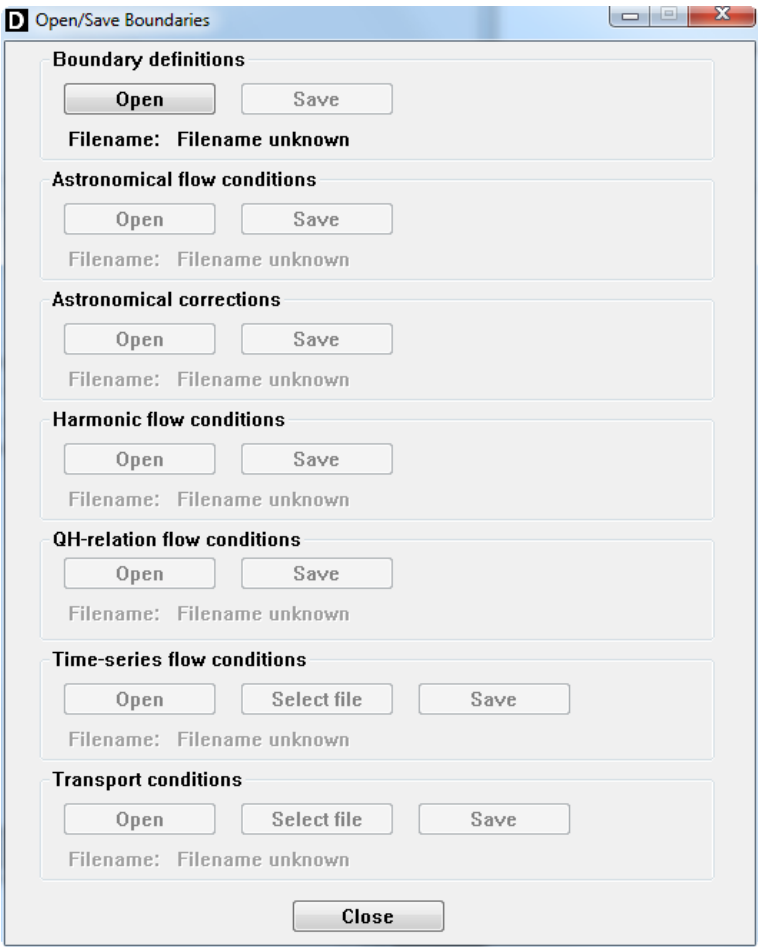 D Open/Save Boundaries
Boundary definitions
Open Save
Filename: Filename unknown
Astronomical flow conditions
Open Save
Filename: Filename unknown
Astronomical corrections
Open Save
Filename: Filename unknown
Harmonic flow conditions
Open Save
Filename: Filename unknown
QH-relation flow conditions
Open Save
Filename: Filename unknown
Time-series flow conditions
Open Select file Save
Filename: Filename unknown
Transport conditions
Open Select file Save
Filename: Filename unknown
Close